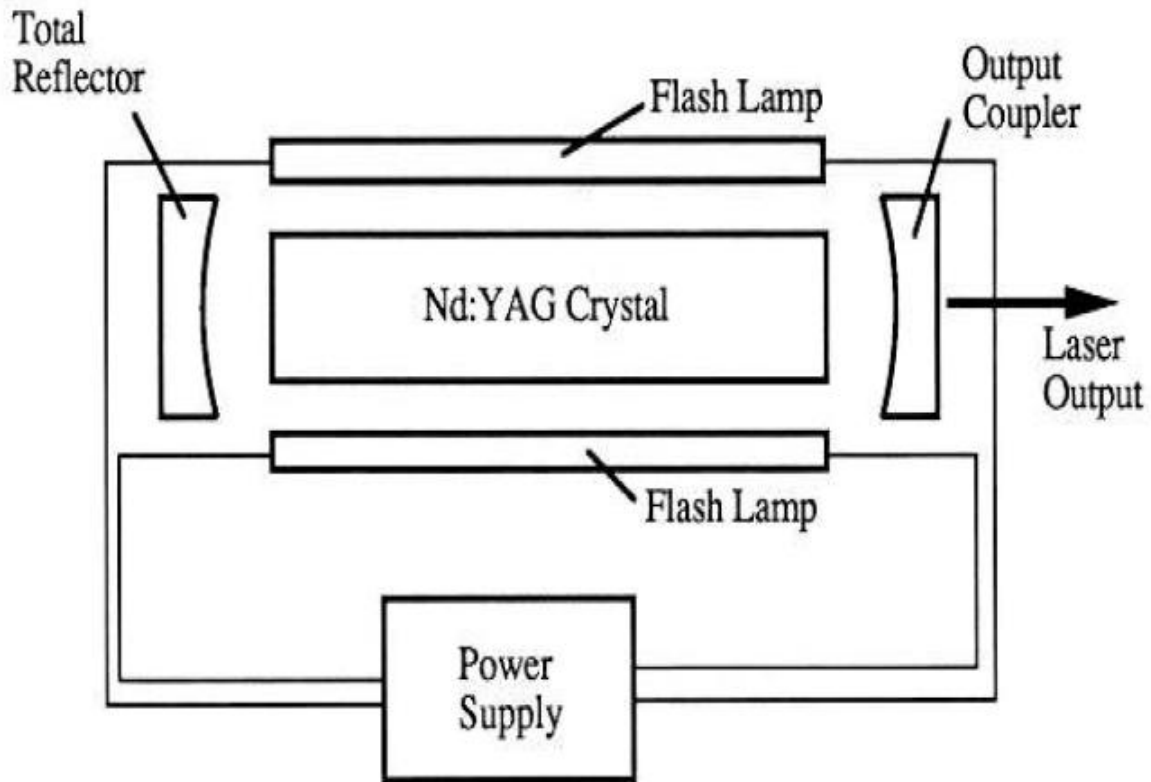 Total
Reflector
Flash Lamp
Output
Coupler
Nd:YAG Crystal
Laser
Output
Flash Lamp
Power
Supply